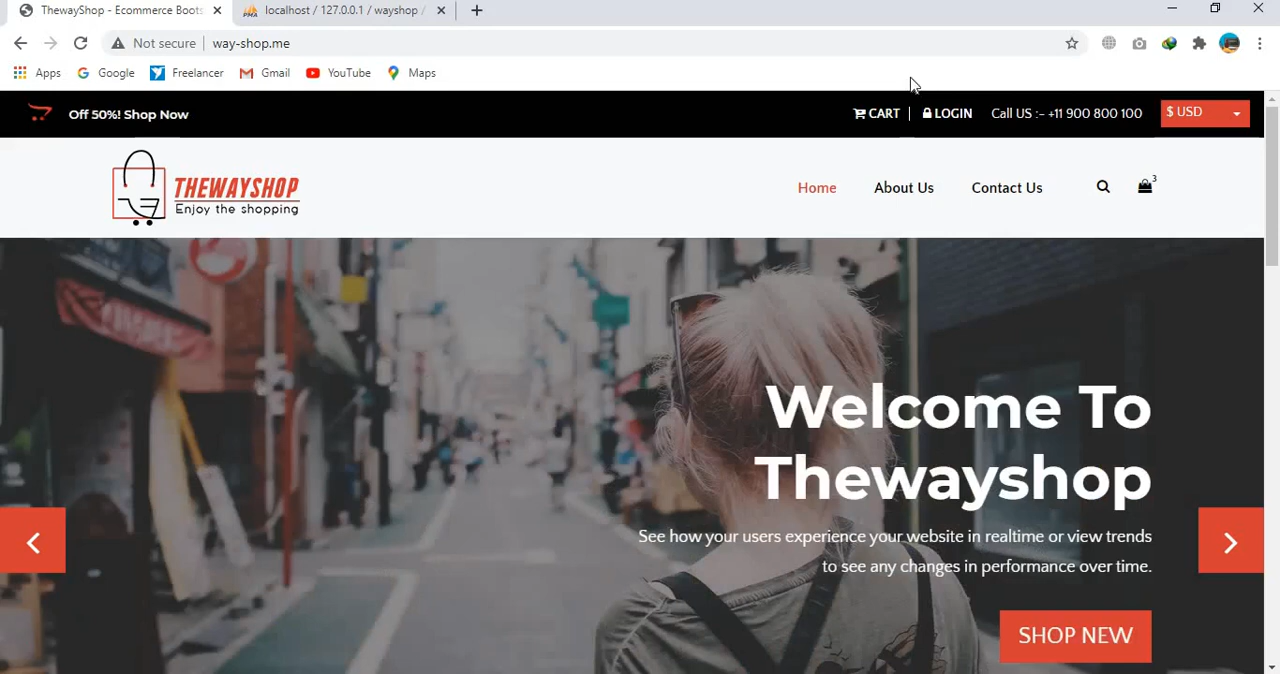 ThewayShop - Ecommerce Boots
localhost / 127.0.0.1 / wayshop /
Not secure
way-shop.me
Apps
Google
Freelancer
Gmail
YouTube
Maps
Off 50%! Shop Now
CART
LOGIN
Call US :- +11 900 800 100
$ USD
THEWAYSHOP
Enjoy the shopping
Home
About Us
Contact Us
3
Welcome To
Thewayshop
See how your users experience your website in realtime or view trends
to see any changes in performance over time.
SHOP NEW